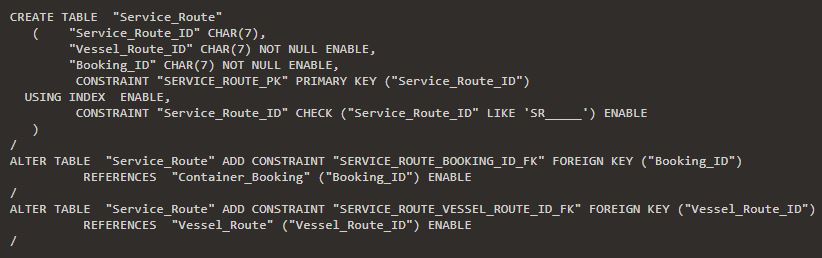 CREATE TABLE  "Service_Route"
   (    "Service_Route_ID" CHAR(7),
        "Vessel_Route_ID" CHAR(7) NOT NULL ENABLE,
        "Booking_ID" CHAR(7) NOT NULL ENABLE,
         CONSTRAINT "SERVICE_ROUTE_PK" PRIMARY KEY ("Service_Route_ID")
  USING INDEX  ENABLE,
         CONSTRAINT "Service_Route_ID" CHECK ("Service_Route_ID" LIKE 'SR_____') ENABLE
   )
/
ALTER TABLE  "Service_Route" ADD CONSTRAINT "SERVICE_ROUTE_BOOKING_ID_FK" FOREIGN KEY ("Booking_ID")
          REFERENCES  "Container_Booking" ("Booking_ID") ENABLE
/
ALTER TABLE  "Service_Route" ADD CONSTRAINT "SERVICE_ROUTE_VESSEL_ROUTE_ID_FK" FOREIGN KEY ("Vessel_Route_ID")
          REFERENCES  "Vessel_Route" ("Vessel_Route_ID") ENABLE
/